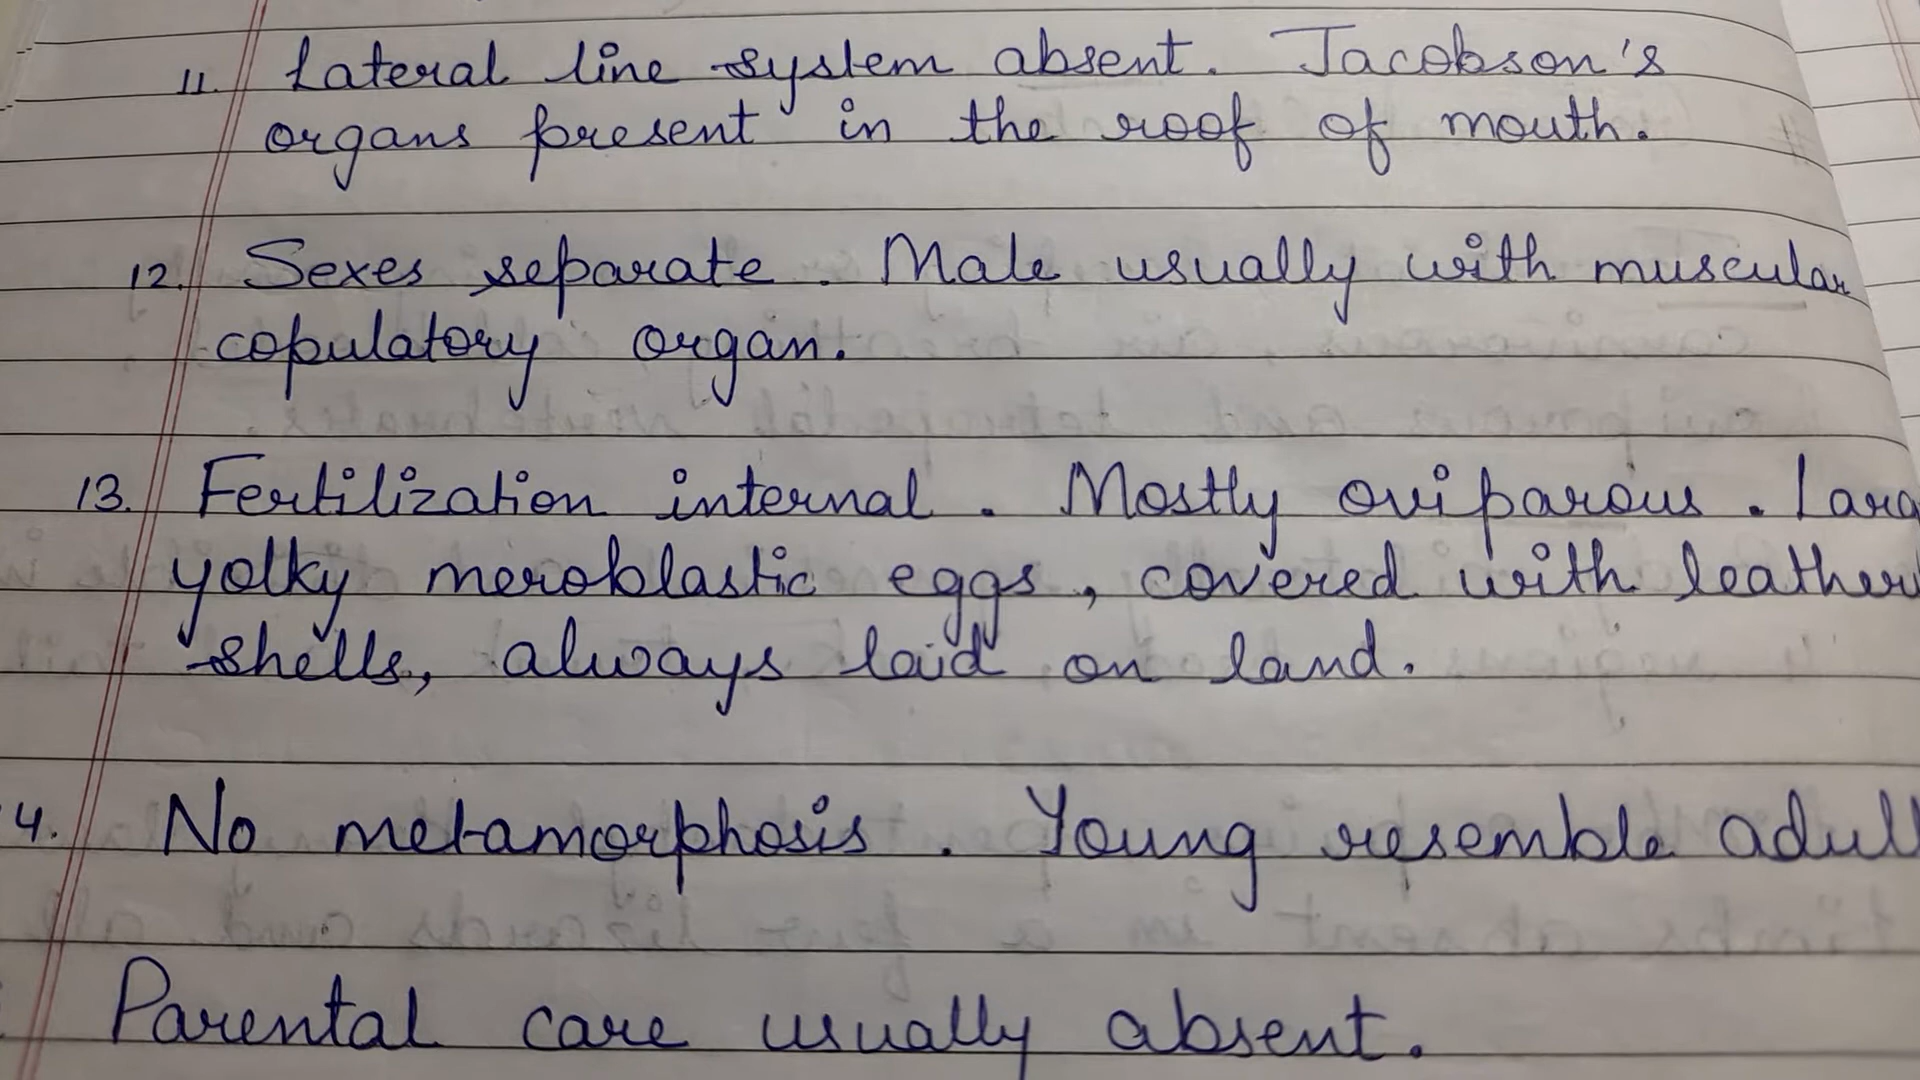 11. Lateral line system absent. Jacobson's
organs present in the roof of mouth.
12. Sexes separate. Male usually with muscular
copulatory organ.
13. Fertilization internal. Mostly oviparous. Larg
yolky meroblastic eggs, covered with leather
shells, always laid on land.
4. No metamorphosis. Young resemble adul
Parental care usually absent.